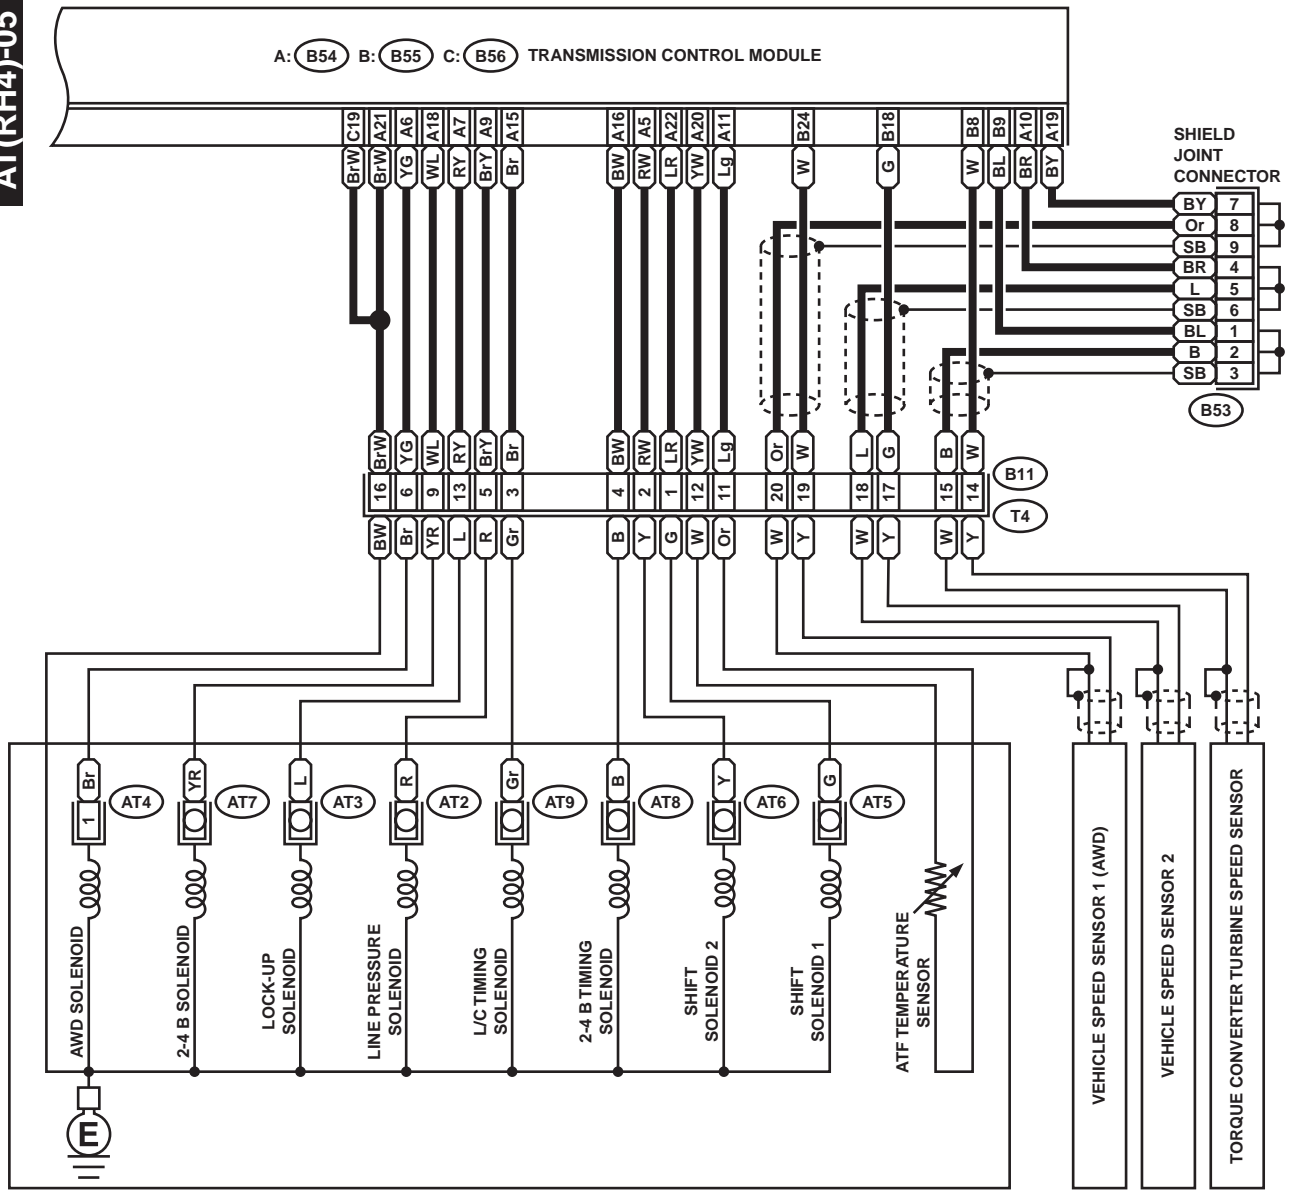 AT(RH4)-05
A: B54 B: B55 C: B56 TRANSMISSION CONTROL MODULE
C19 A21 A6 A18 A7 A9 A15 A16 A5 A22 A20 A11 B24 B18 B8 B9 A10 A19
BrW BrW YG WL RY BrY Br BW RW LR YW Lg W G W BL BR BY
SHIELD
JOINT
CONNECTOR
BY 7
Or 8
SB 9
BR 4
L 5
SB 6
BL 1
B 2
SB 3
B53
BrW YG WL RY BrY Br BW RW LR YW Lg Or W L G B W
16 6 9 13 5 3 4 2 1 12 11 20 19 18 17 15 14
B11
T4
BW Br YR L R Gr B Y G W Or W Y W Y W Y
Br YR L R Gr B Y G
1
AT4 AT7 AT3 AT2 AT9 AT8 AT6 AT5
AWD SOLENOID
2-4 B SOLENOID
LOCK-UP
SOLENOID
LINE PRESSURE
SOLENOID
L/C TIMING
SOLENOID
2-4 B TIMING
SOLENOID
SHIFT
SOLENOID 2
SHIFT
SOLENOID 1
ATF TEMPERATURE
SENSOR
VEHICLE SPEED SENSOR 1 (AWD)
VEHICLE SPEED SENSOR 2
TORQUE CONVERTER TURBINE SPEED SENSOR
E